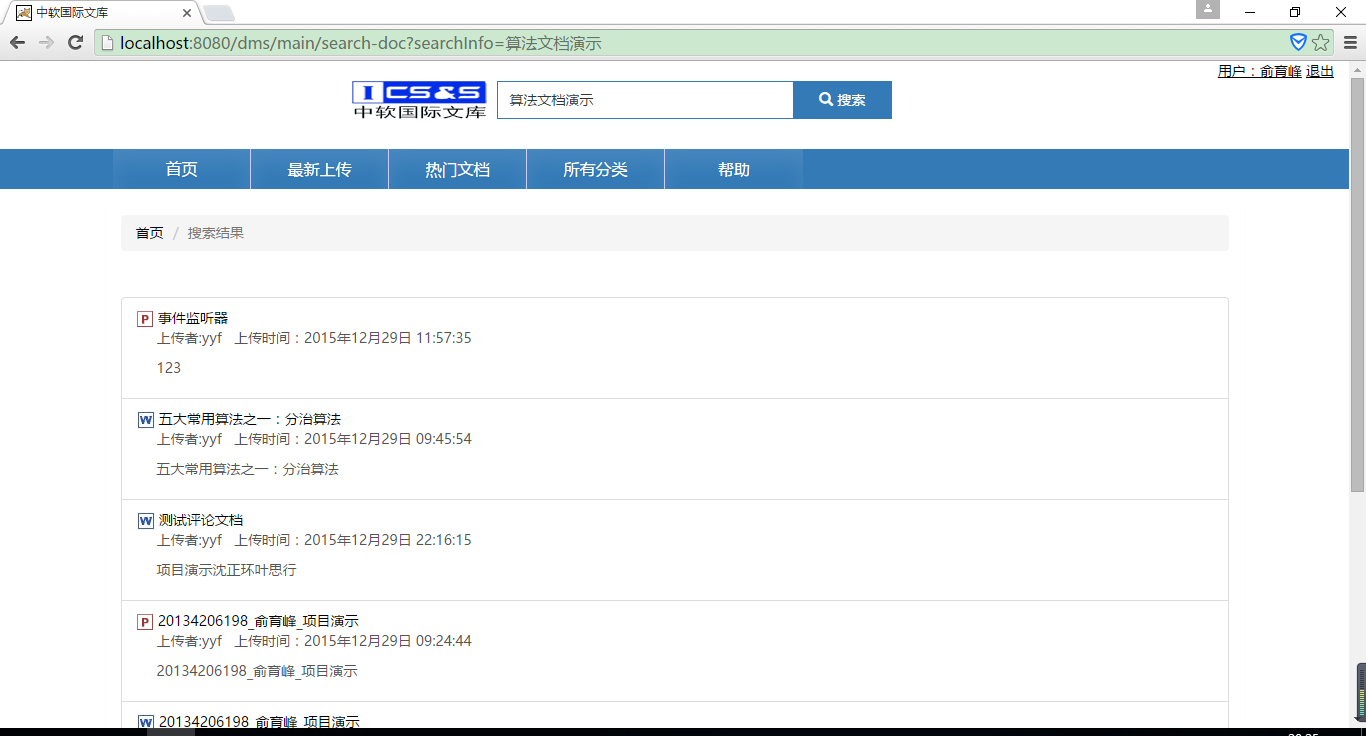 中软国际文库
localhost:8080/dms/main/search-doc?searchInfo=算法文档演示
用户：俞育峰 退出
ICS&S
中软国际文库
算法文档演示
搜索
首页 最新上传 热门文档 所有分类 帮助
首页 / 搜索结果
P 事件监听器
上传者:yyf 上传时间：2015年12月29日 11:57:35
123
W 五大常用算法之一：分治算法
上传者:yyf 上传时间：2015年12月29日 09:45:54
五大常用算法之一：分治算法
W 测试评论文档
上传者:yyf 上传时间：2015年12月29日 22:16:15
项目演示沈正环叶思行
P 20134206198_俞育峰_项目演示
上传者:yyf 上传时间：2015年12月29日 09:24:44
20134206198_俞育峰_项目演示
W 20134206198_俞育峰_项目演示